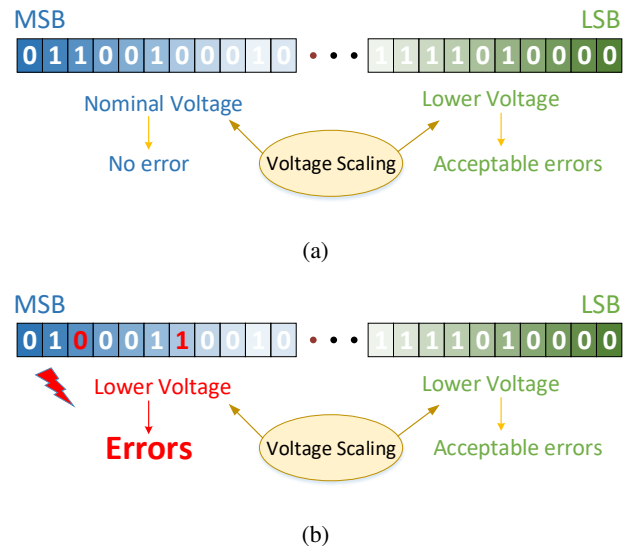 MSB LSB
0 1 1 0 0 1 0 0 0 1 0 • • • 1 1 1 1 0 1 0 0 0 0
Nominal Voltage Lower Voltage
Voltage Scaling
No error Acceptable errors
(a)
MSB LSB
0 1 0 0 0 1 1 0 0 1 0 • • • 1 1 1 1 0 1 0 0 0 0
Lower Voltage Lower Voltage
Voltage Scaling
Errors Acceptable errors
(b)